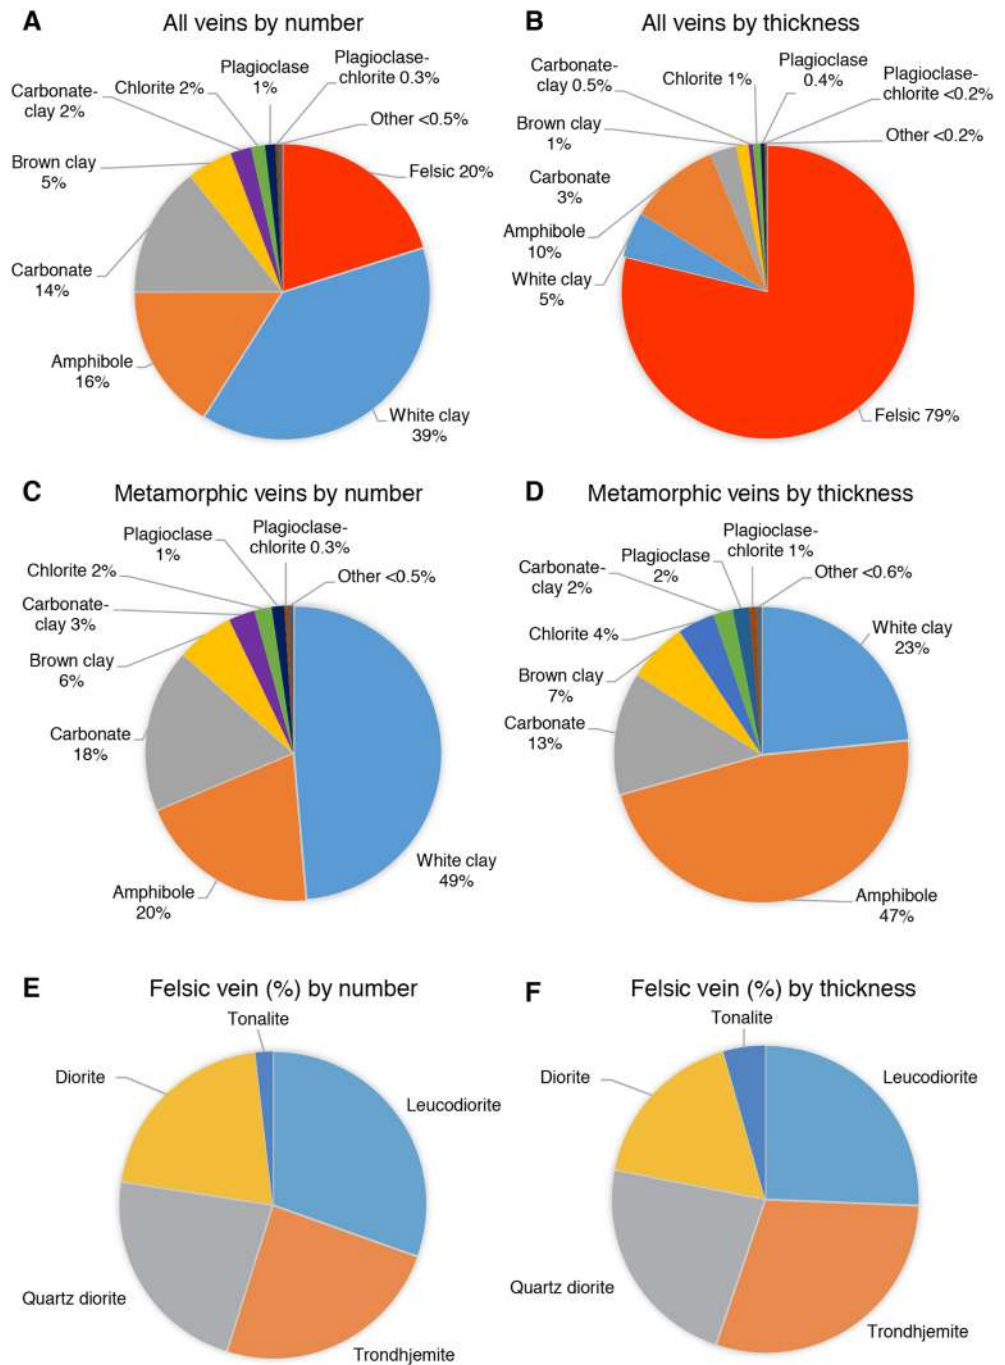 A
All veins by number
Plagioclase-
chlorite 0.3%
Plagioclase
1%
Chlorite 2%
Carbonate-
clay 2%
Other <0.5%
Brown clay
5%
Felsic 20%
Carbonate
14%
Amphibole
16%
White clay
39%
B
All veins by thickness
Carbonate-
clay 0.5%
Chlorite 1%
Plagioclase
0.4%
Plagioclase-
chlorite <0.2%
Brown clay
1%
Other <0.2%
Carbonate
3%
Amphibole
10%
White clay
5%
Felsic 79%
C
Metamorphic veins by number
Plagioclase
1%
Plagioclase-
chlorite 0.3%
Chlorite 2%
Other <0.5%
Carbonate-
clay 3%
Brown clay
6%
Carbonate
18%
Amphibole
20%
White clay
49%
D
Metamorphic veins by thickness
Plagioclase-
chlorite 1%
Plagioclase
2%
Carbonate-
clay 2%
Other <0.6%
Chlorite 4%
White clay
23%
Brown clay
7%
Carbonate
13%
Amphibole
47%
E
Felsic vein (%) by number
Tonalite
Diorite
Leucodiorite
Quartz diorite
Trondhjemite
F
Felsic vein (%) by thickness
Tonalite
Diorite
Leucodiorite
Quartz diorite
Trondhjemite